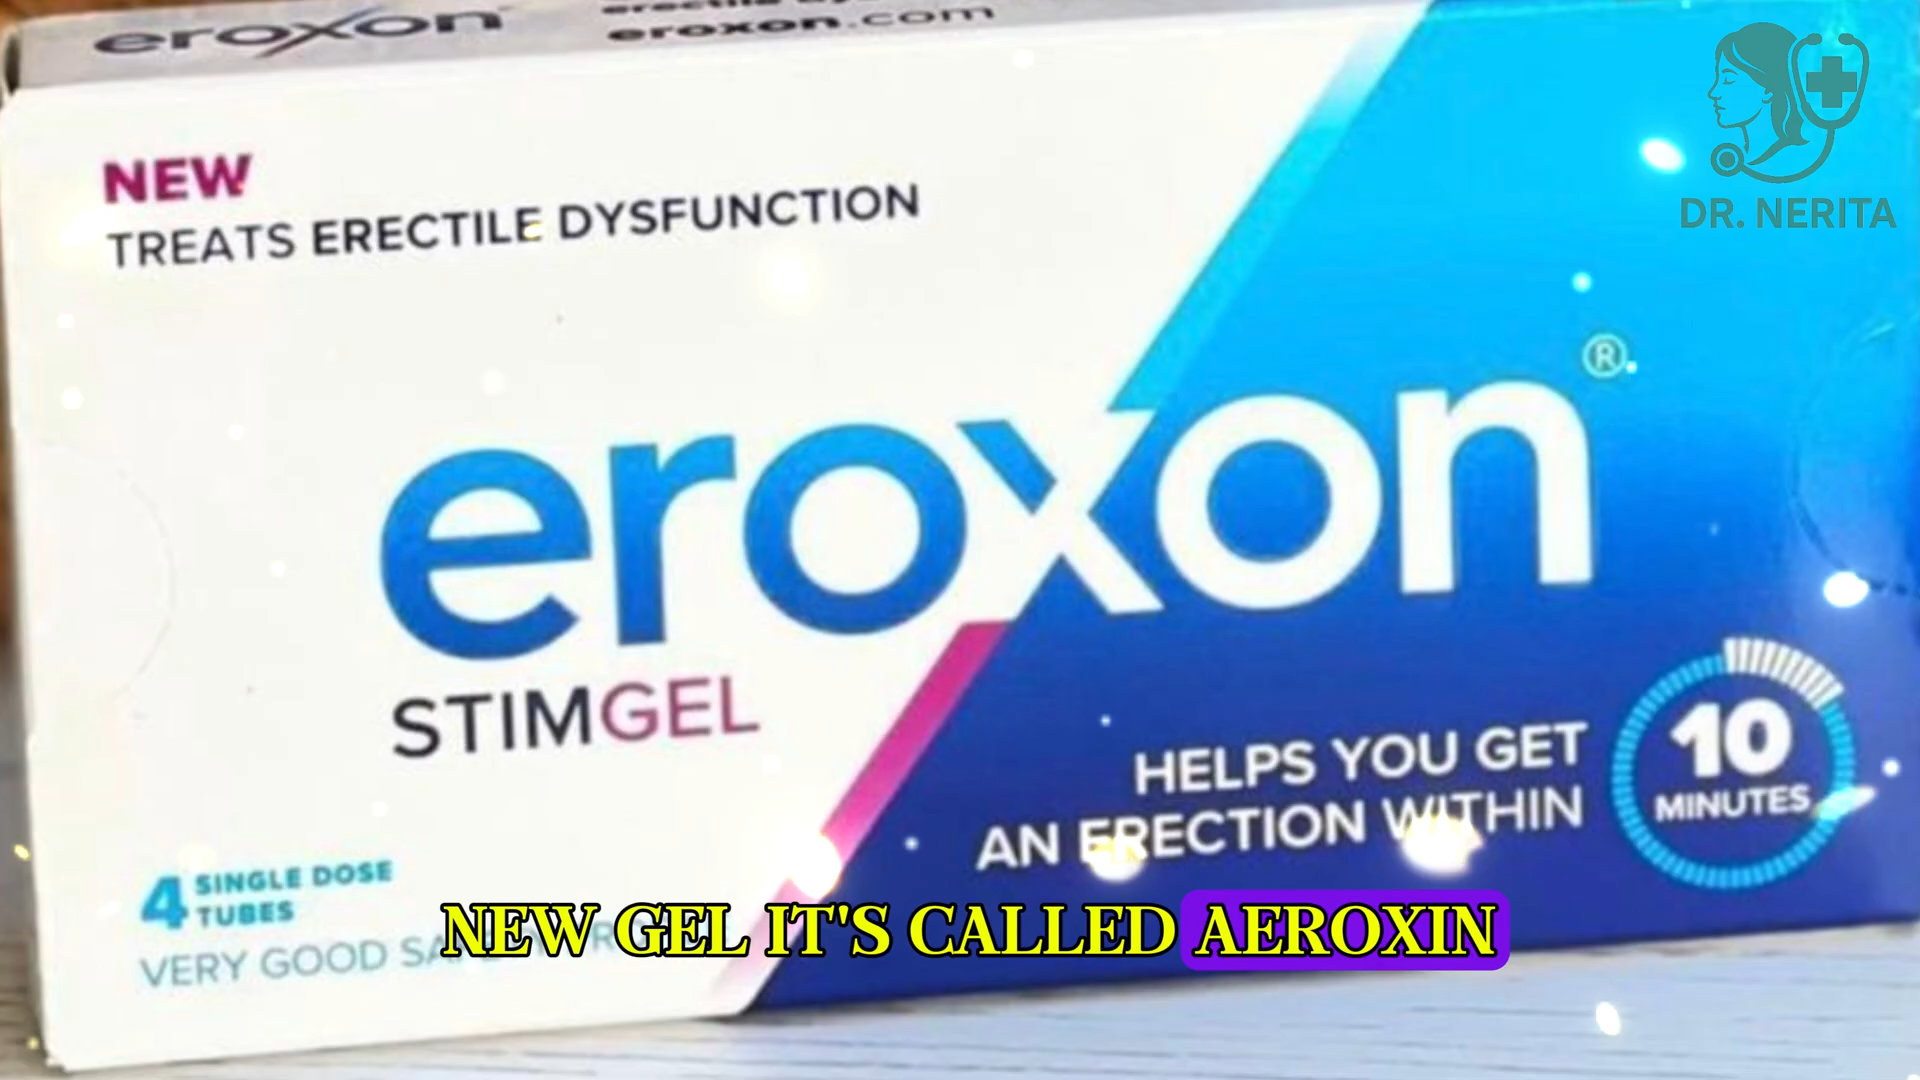 eroxon
eroxon.com
NEW
TREATS ERECTILE DYSFUNCTION
DR. NERITA
eroxon®
STIMGEL
HELPS YOU GET
AN ERECTION WITHIN
10
MINUTES
4 SINGLE DOSE
TUBES
VERY GOOD
NEW GEL IT'S CALLED AEROXIN